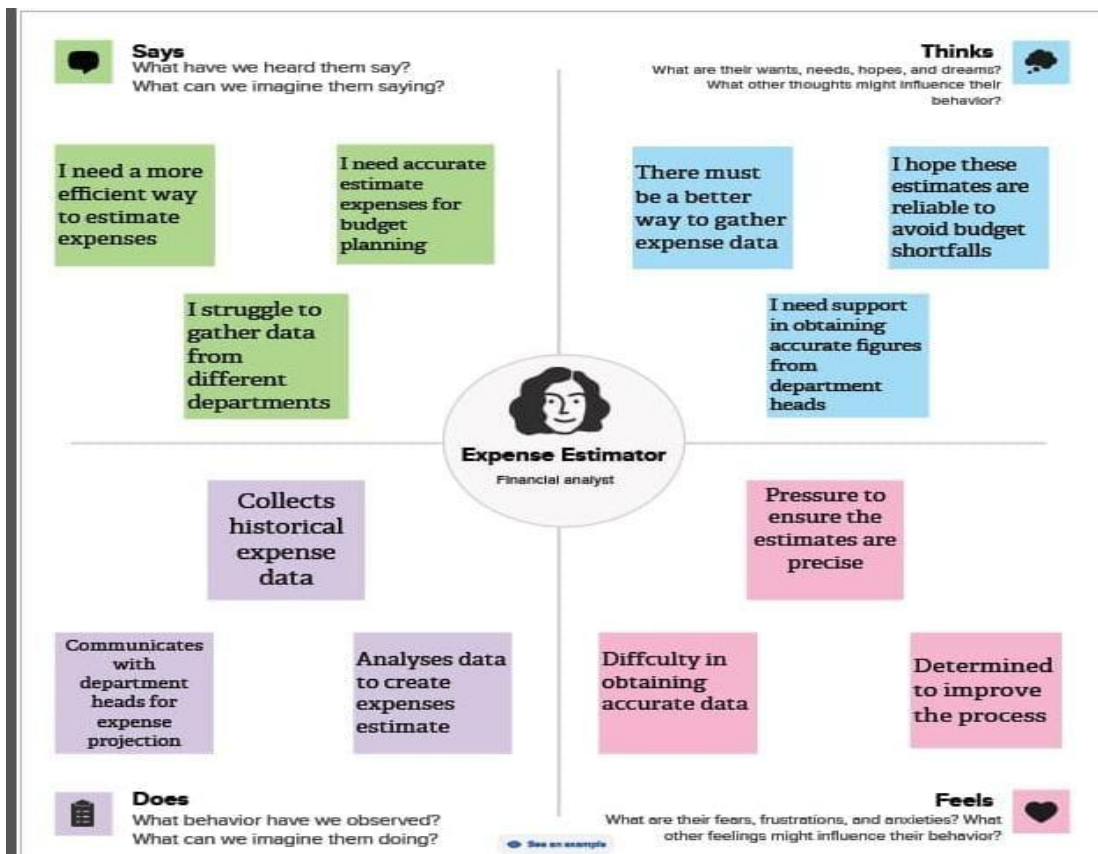 Says
What have we heard them say?
What can we imagine them saying?
Thinks
What are their wants, needs, hopes, and dreams?
What other thoughts might influence their
behavior?
I need a more
efficient way
to estimate
expenses
I need accurate
estimate
expenses for
budget
planning
I struggle to
gather data
from
different
departments
There must
be a better
way to gather
expense data
I hope these
estimates are
reliable to
avoid budget
shortfalls
I need support
in obtaining
accurate figures
from
department
heads
Expense Estimator
Financial analyst
Collects
historical
expense
data
Communicates
with
department
heads for
expense
projection
Analyses data
to create
expenses
estimate
Pressure to
ensure the
estimates are
precise
Diffculty in
obtaining
accurate data
Determined
to improve
the process
Does
What behavior have we observed?
What can we imagine them doing?
See an example
Feels
What are their fears, frustrations, and anxieties? What
other feelings might influence their behavior?